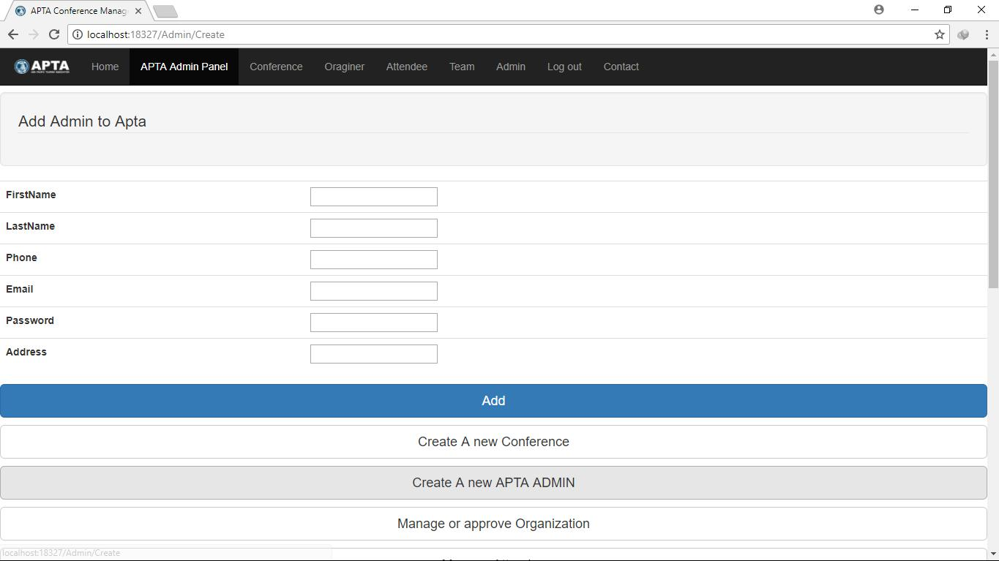 APTA Conference Manag
localhost:18327/Admin/Create
APTA
Home APTA Admin Panel Conference Oraginer Attendee Team Admin Log out Contact
Add Admin to Apta
FirstName
LastName
Phone
Email
Password
Address
Add
Create A new Conference
Create A new APTA ADMIN
Manage or approve Organization
localhost:18327/Admin/Create